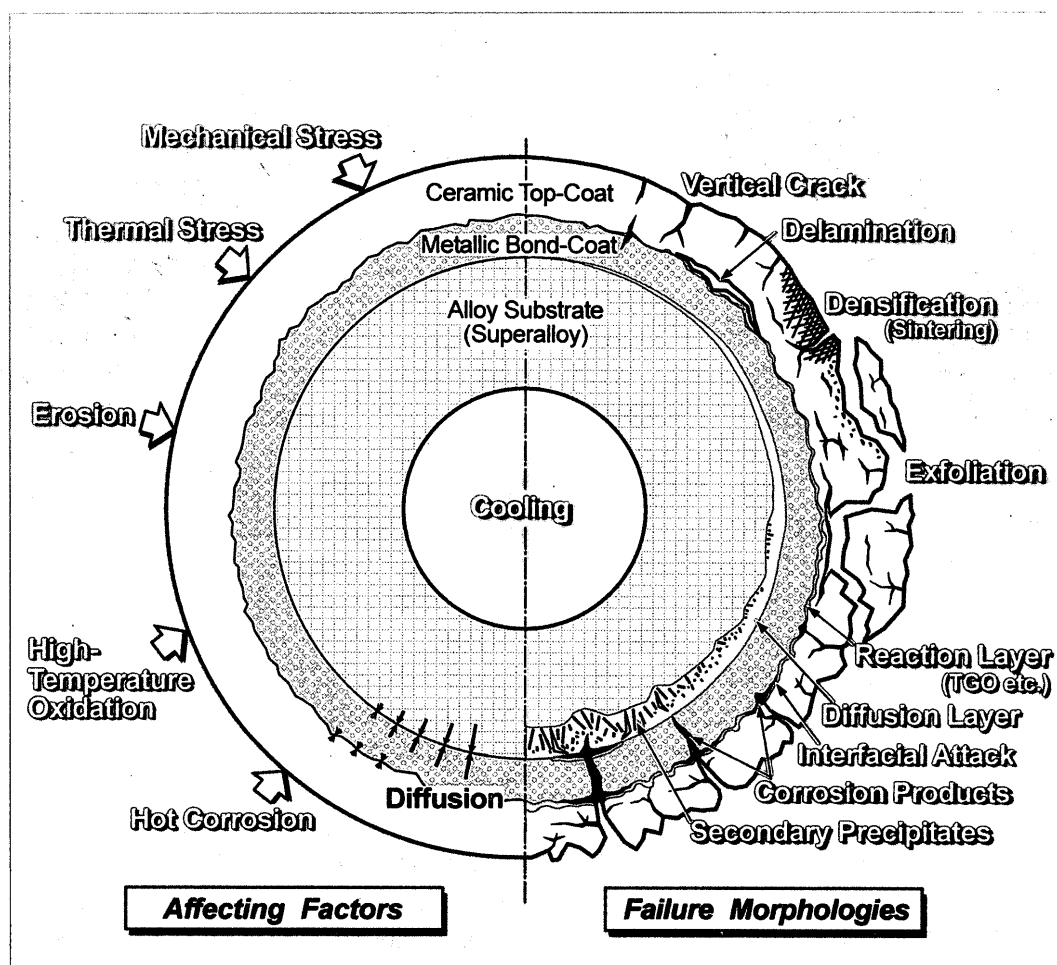 Mechanical Stress
Ceramic Top-Coat
Vertical Crack
Thermal Stress
Delamination
Metallic Bond-Coat
Alloy Substrate
(Superalloy)
Densification
(Sintering)
Erosion
Exfoliation
Cooling
High-
Temperature
Oxidation
Reaction Layer
(TGO etc.)
Diffusion Layer
Interfacial Attack
Diffusion
Corrosion Products
Hot Corrosion
Secondary Precipitates
Affecting Factors
Failure Morphologies